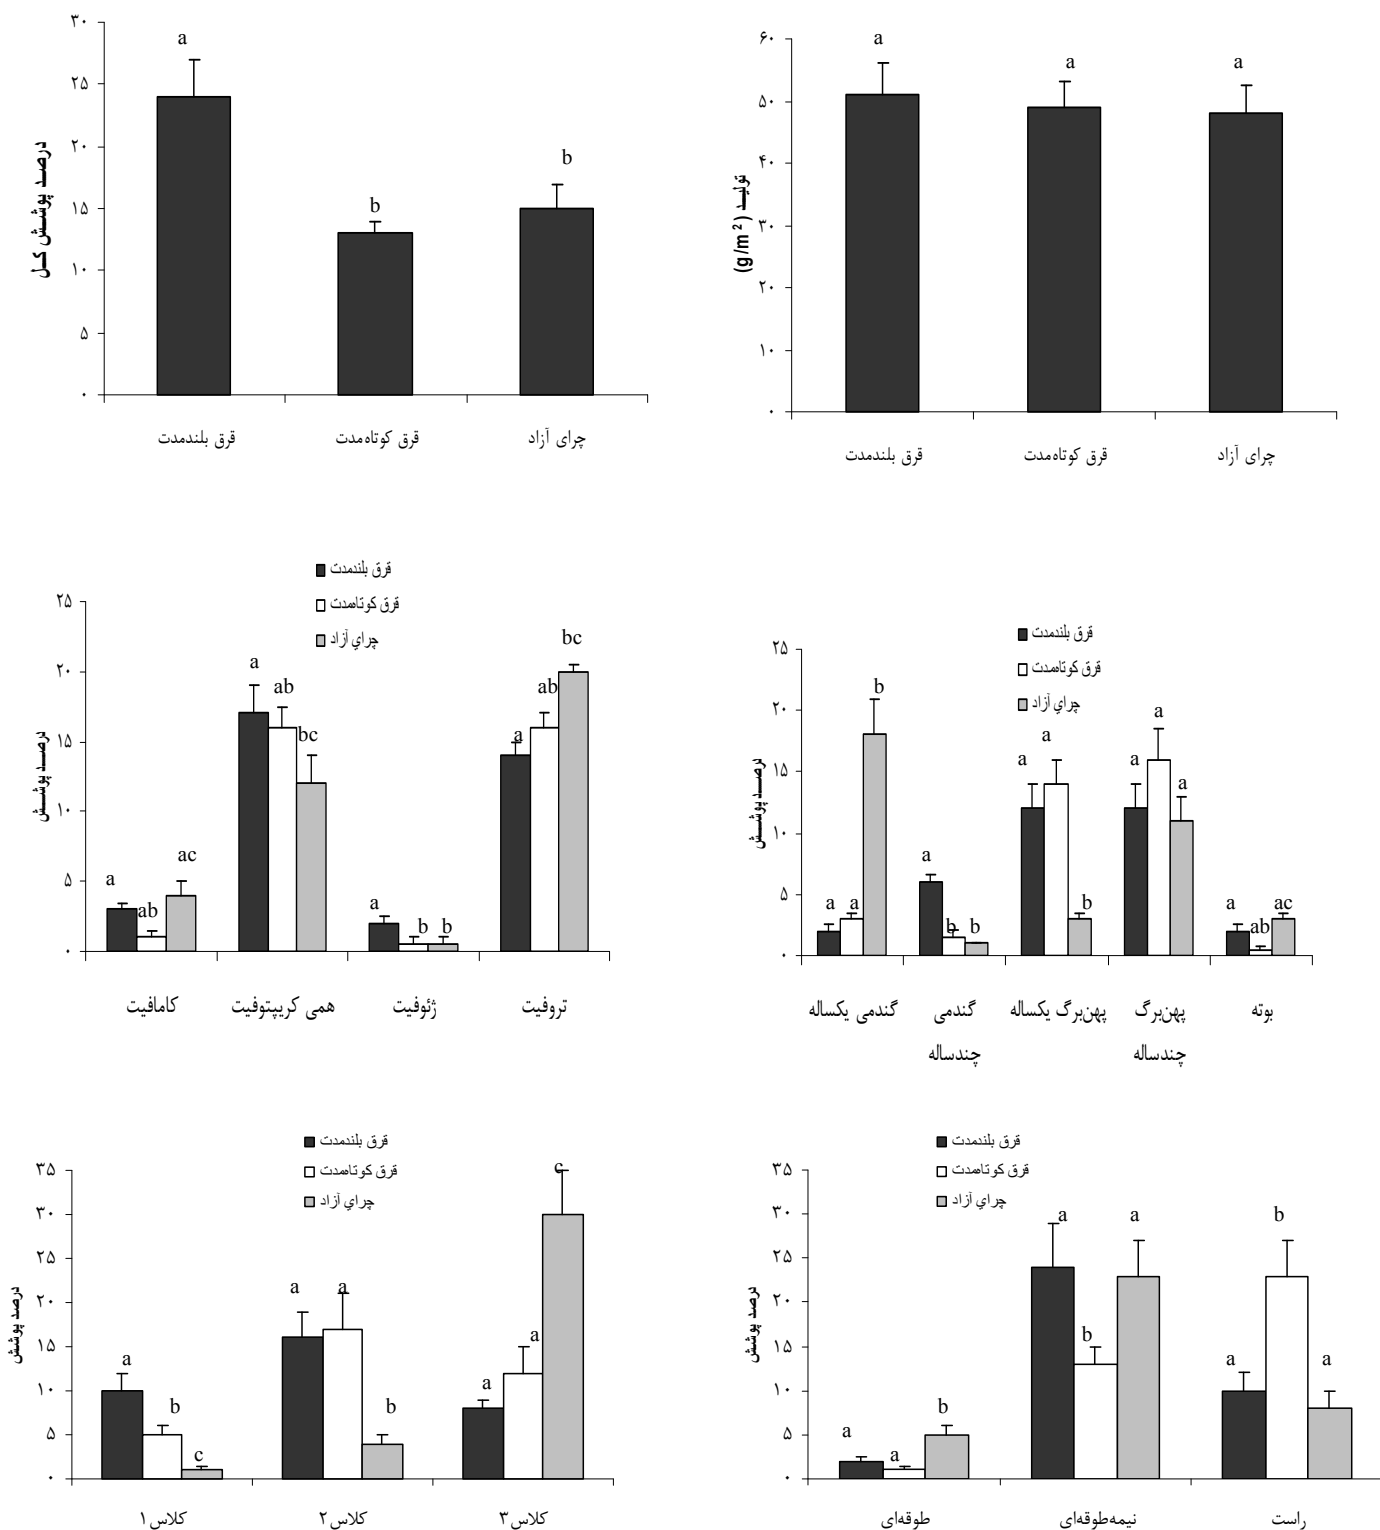 a
b
b
۳۰
۲۵
۲۰
۱۵
۱۰
۵
۰
درصد پوشش کل
قرق بلندمدت
قرق کوتاه‌مدت
چرای آزاد
a
a
a
۶۰
۵۰
۴۰
۳۰
۲۰
۱۰
۰
تولید (g/m²)
قرق بلندمدت
قرق کوتاه‌مدت
چرای آزاد
قرق بلندمدت
قرق کوتاه‌مدت
چراي آزاد
۲۵
۲۰
۱۵
۱۰
۵
۰
درصد پوشش
a ab ac
a ab bc
a b b
a ab bc
کامافیت
همی کریپتوفیت
ژئوفیت
تروفیت
قرق بلندمدت
قرق کوتاه‌مدت
چراي آزاد
۲۵
۲۰
۱۵
۱۰
۵
۰
درصد پوشش
a a b
a b b
a a b
a a a
a ab ac
گندمی یکساله
گندمی
چندساله
پهن‌برگ یکساله
پهن‌برگ
چندساله
بوته
قرق بلندمدت
قرق کوتاه‌مدت
چراي آزاد
۳۵
۳۰
۲۵
۲۰
۱۵
۱۰
۵
۰
درصد پوشش
a b c
a a b
a a c
کلاس ۱
کلاس ۲
کلاس ۳
قرق بلندمدت
قرق کوتاه‌مدت
چراي آزاد
۳۵
۳۰
۲۵
۲۰
۱۵
۱۰
۵
۰
درصد پوشش
a a b
a b a
a b a
طوقه‌ای
نیمه‌طوقه‌ای
راست